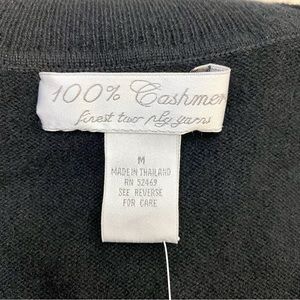 100% Cashmer
finest two ply yarns
M
MADE IN THAILAND
RN 52469
SEE REVERSE
FOR CARE